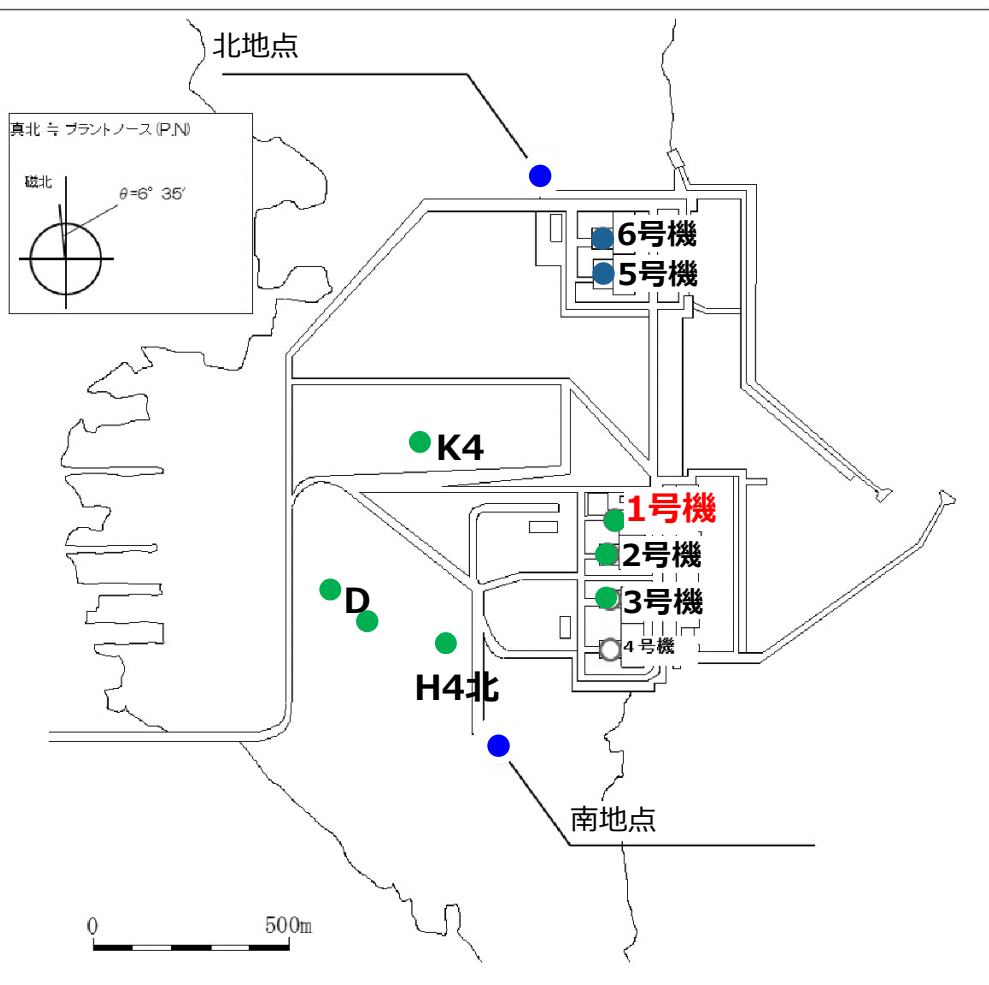 北地点
真北 ≒ プラントノース(P.N)
磁北
θ=6° 35′
6号機
5号機
K4
1号機
2号機
D
3号機
4号機
H4北
南地点
0 500m